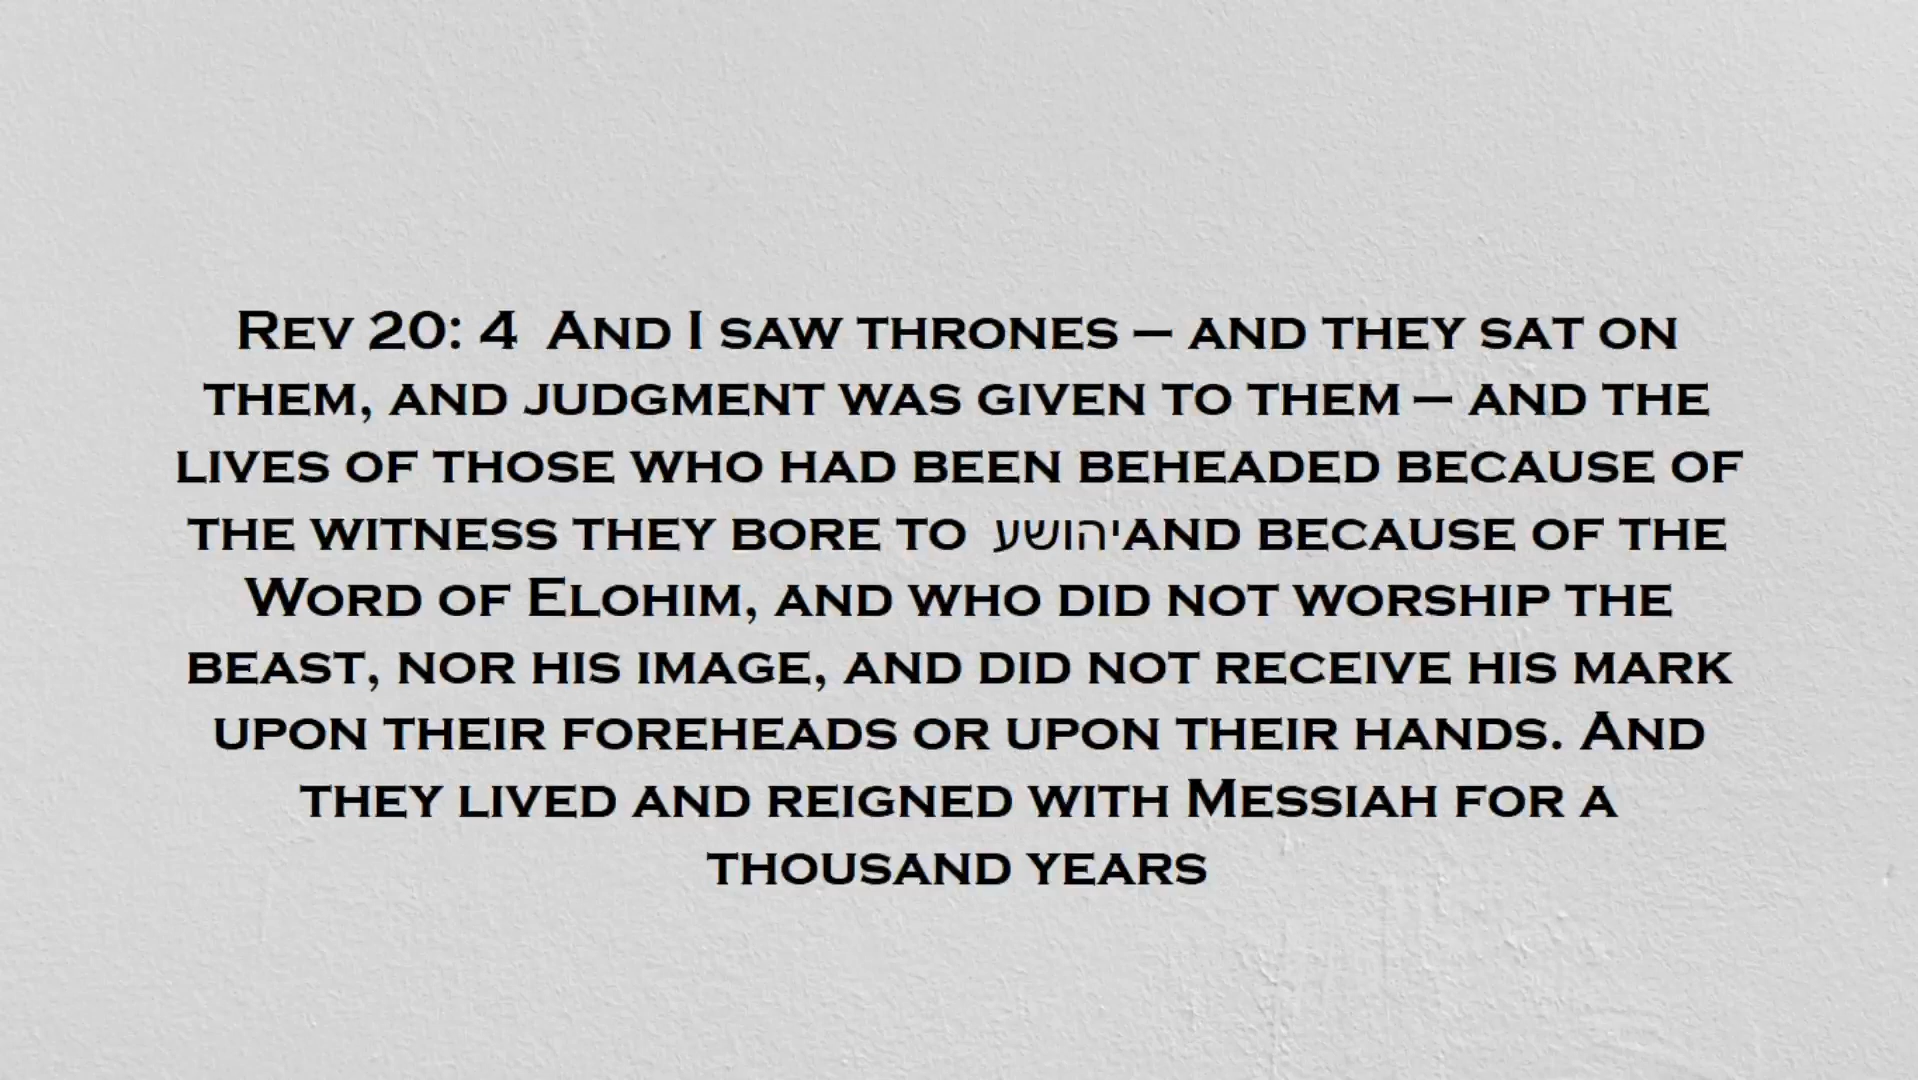 Rev 20: 4  And I saw thrones – and they sat on
them, and judgment was given to them – and the
lives of those who had been beheaded because of
the witness they bore to  יהושעand because of the
Word of Elohim, and who did not worship the
beast, nor his image, and did not receive his mark
upon their foreheads or upon their hands. And
they lived and reigned with Messiah for a
thousand years